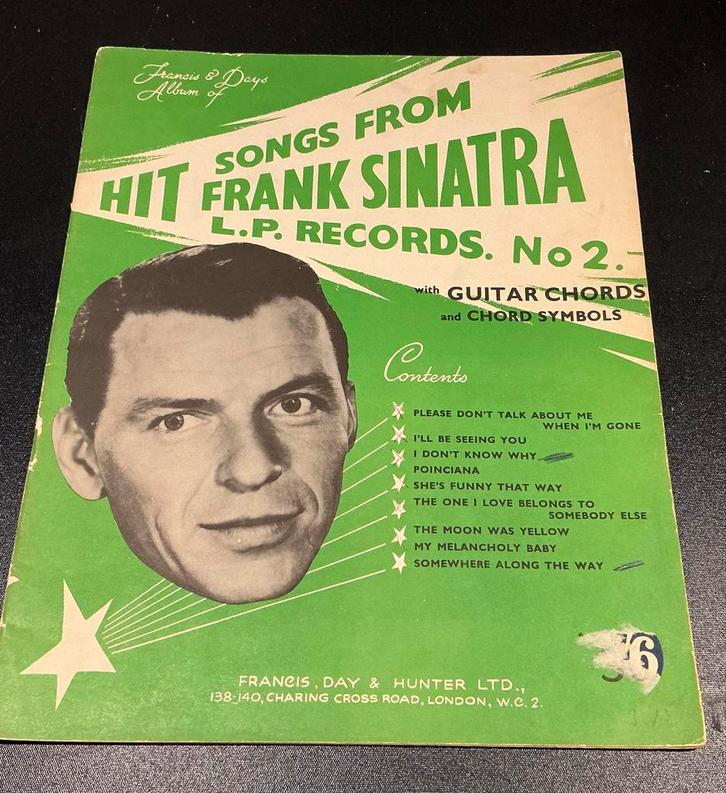 Francis & Days
Album of
SONGS FROM
HIT FRANK SINATRA
L.P. RECORDS. No 2.
with GUITAR CHORDS
and CHORD SYMBOLS
Contents
PLEASE DON'T TALK ABOUT ME
WHEN I'M GONE
I'LL BE SEEING YOU
I DON'T KNOW WHY
POINCIANA
SHE'S FUNNY THAT WAY
THE ONE I LOVE BELONGS TO
SOMEBODY ELSE
THE MOON WAS YELLOW
MY MELANCHOLY BABY
SOMEWHERE ALONG THE WAY
FRANCIS, DAY & HUNTER LTD.,
138-140, CHARING CROSS ROAD, LONDON, W.C. 2.